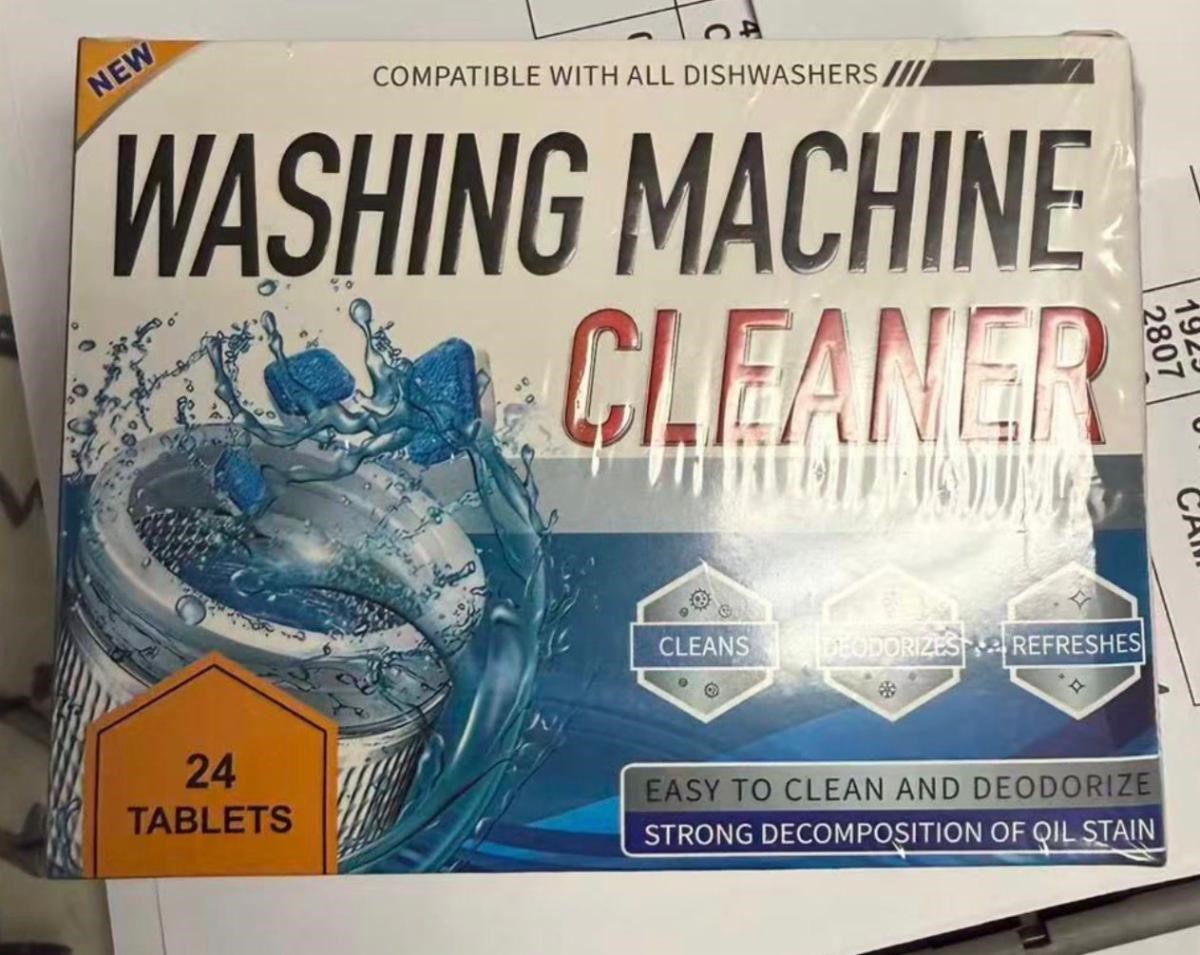 NEW
COMPATIBLE WITH ALL DISHWASHERS
WASHING MACHINE
CLEANER
CLEANS
DEODORIZES
REFRESHES
24
TABLETS
EASY TO CLEAN AND DEODORIZE
STRONG DECOMPOSITION OF OIL STAIN
2807